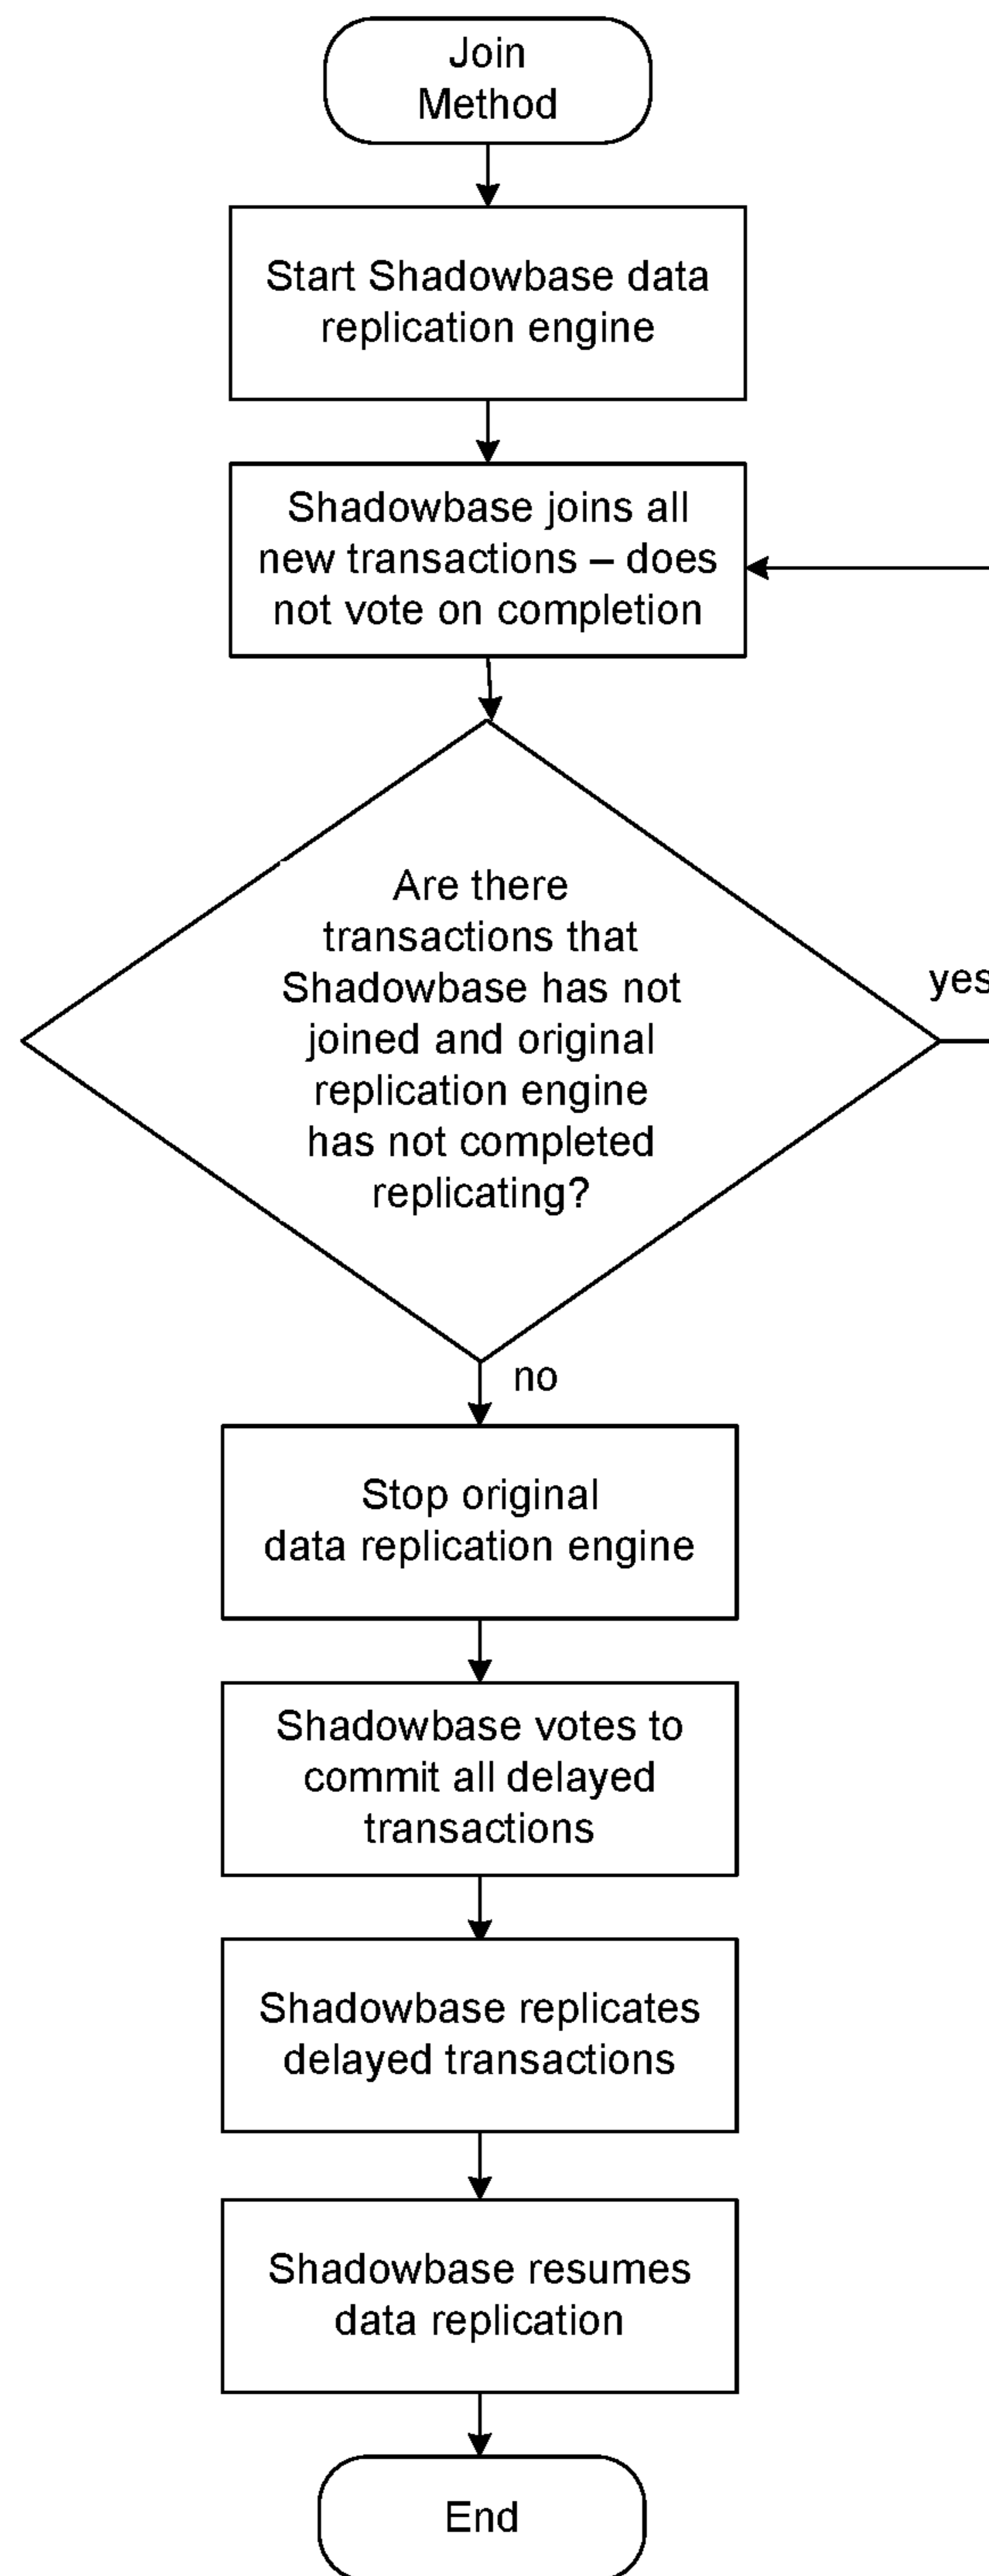 Join
Method
Start Shadowbase data
replication engine
Shadowbase joins all
new transactions – does
not vote on completion
Are there
transactions that
Shadowbase has not
joined and original
replication engine
has not completed
replicating?
yes
no
Stop original
data replication engine
Shadowbase votes to
commit all delayed
transactions
Shadowbase replicates
delayed transactions
Shadowbase resumes
data replication
End